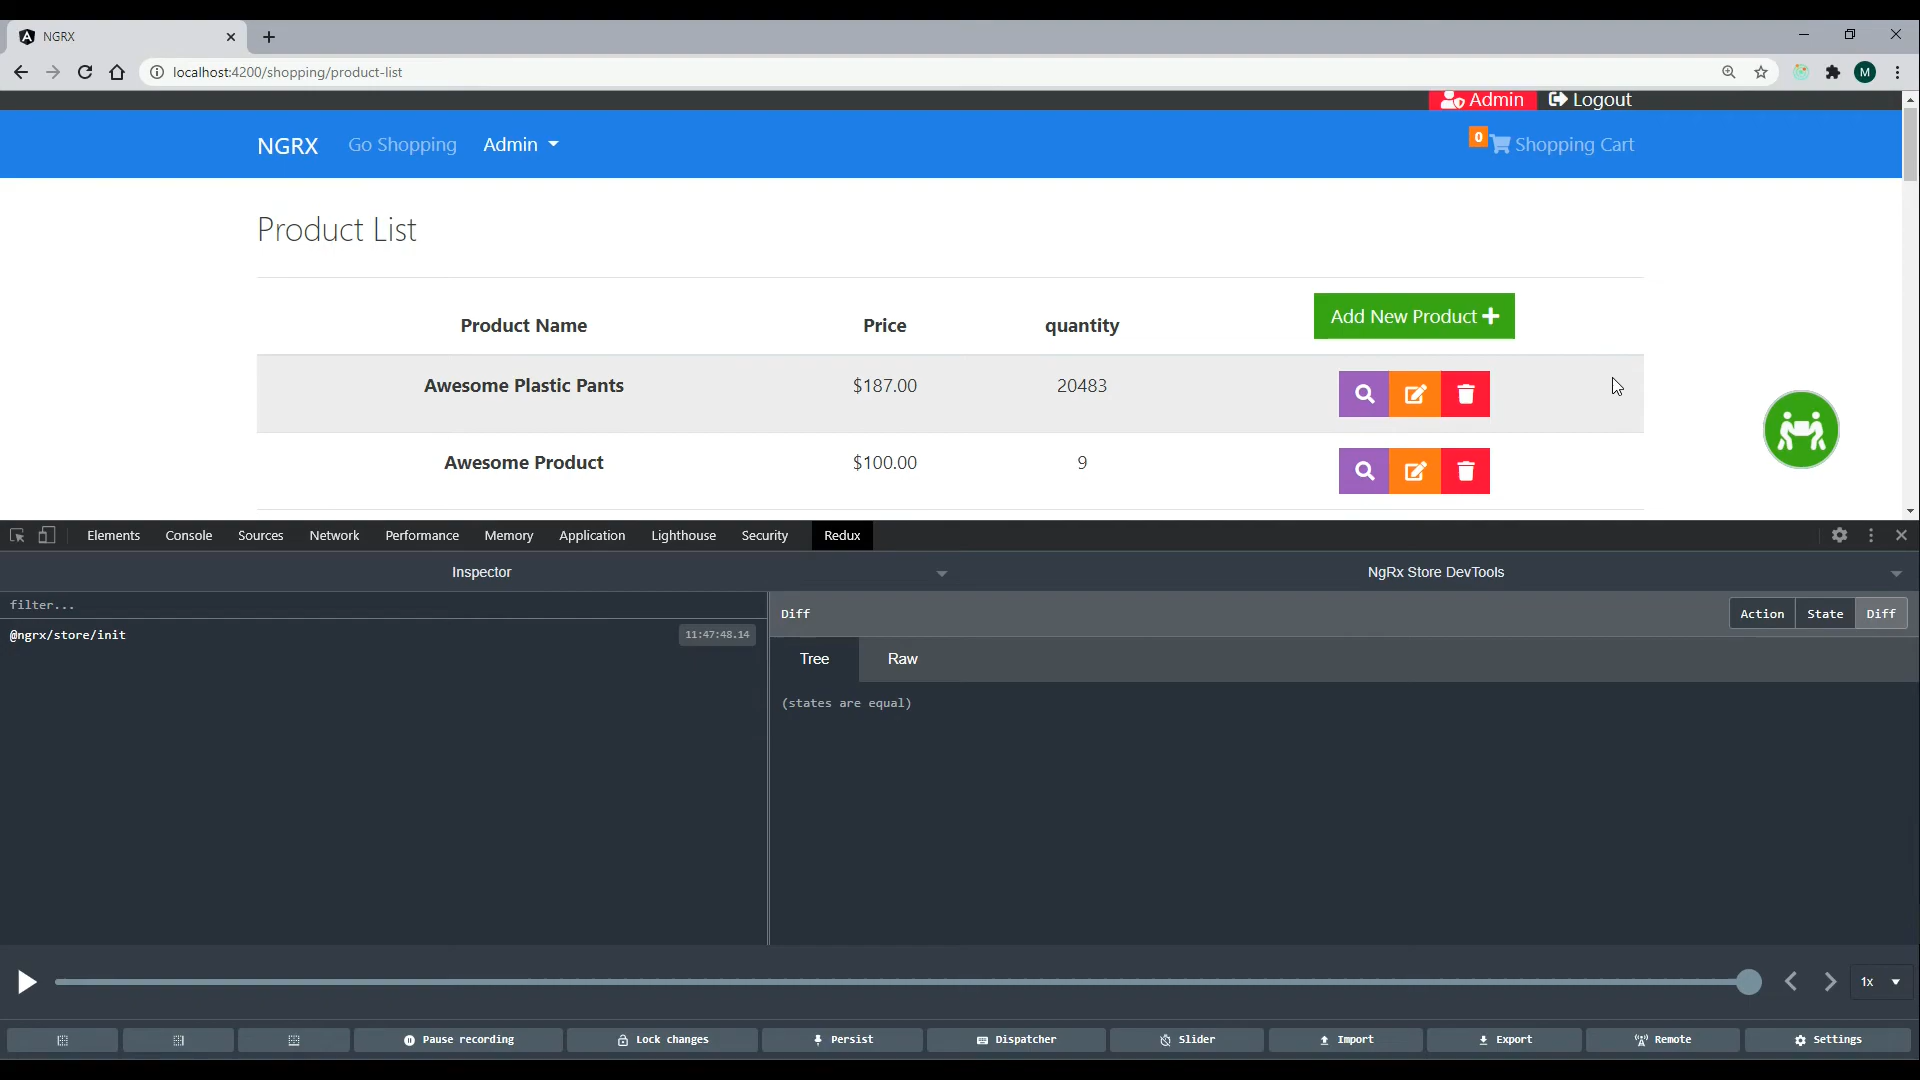 NGRX
localhost:4200/shopping/product-list
M
Admin Logout
NGRX Go Shopping Admin 0 Shopping Cart
Product List
Product Name Price quantity Add New Product
Awesome Plastic Pants $187.00 20483
Awesome Product $100.00 9
Elements Console Sources Network Performance Memory Application Lighthouse Security Redux
Inspector NgRx Store DevTools
filter...
Diff Action State Diff
@ngrx/store/init 11:47:48.14
Tree Raw
(states are equal)
1x
Pause recording Lock changes Persist Dispatcher Slider Import Export Remote Settings